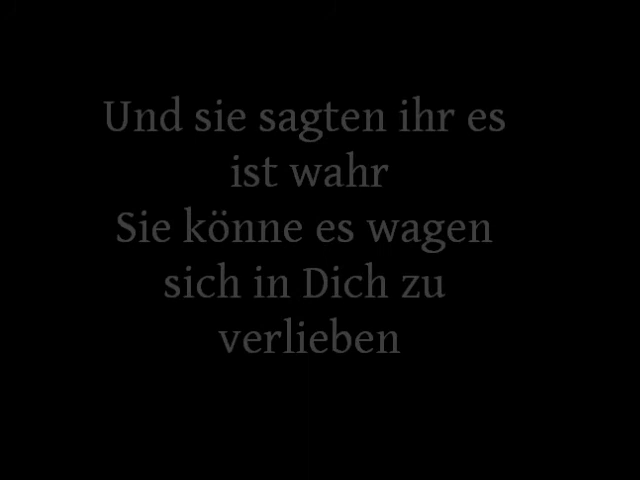 Und sie sagten ihr es
ist wahr
Sie könne es wagen
sich in Dich zu
verlieben